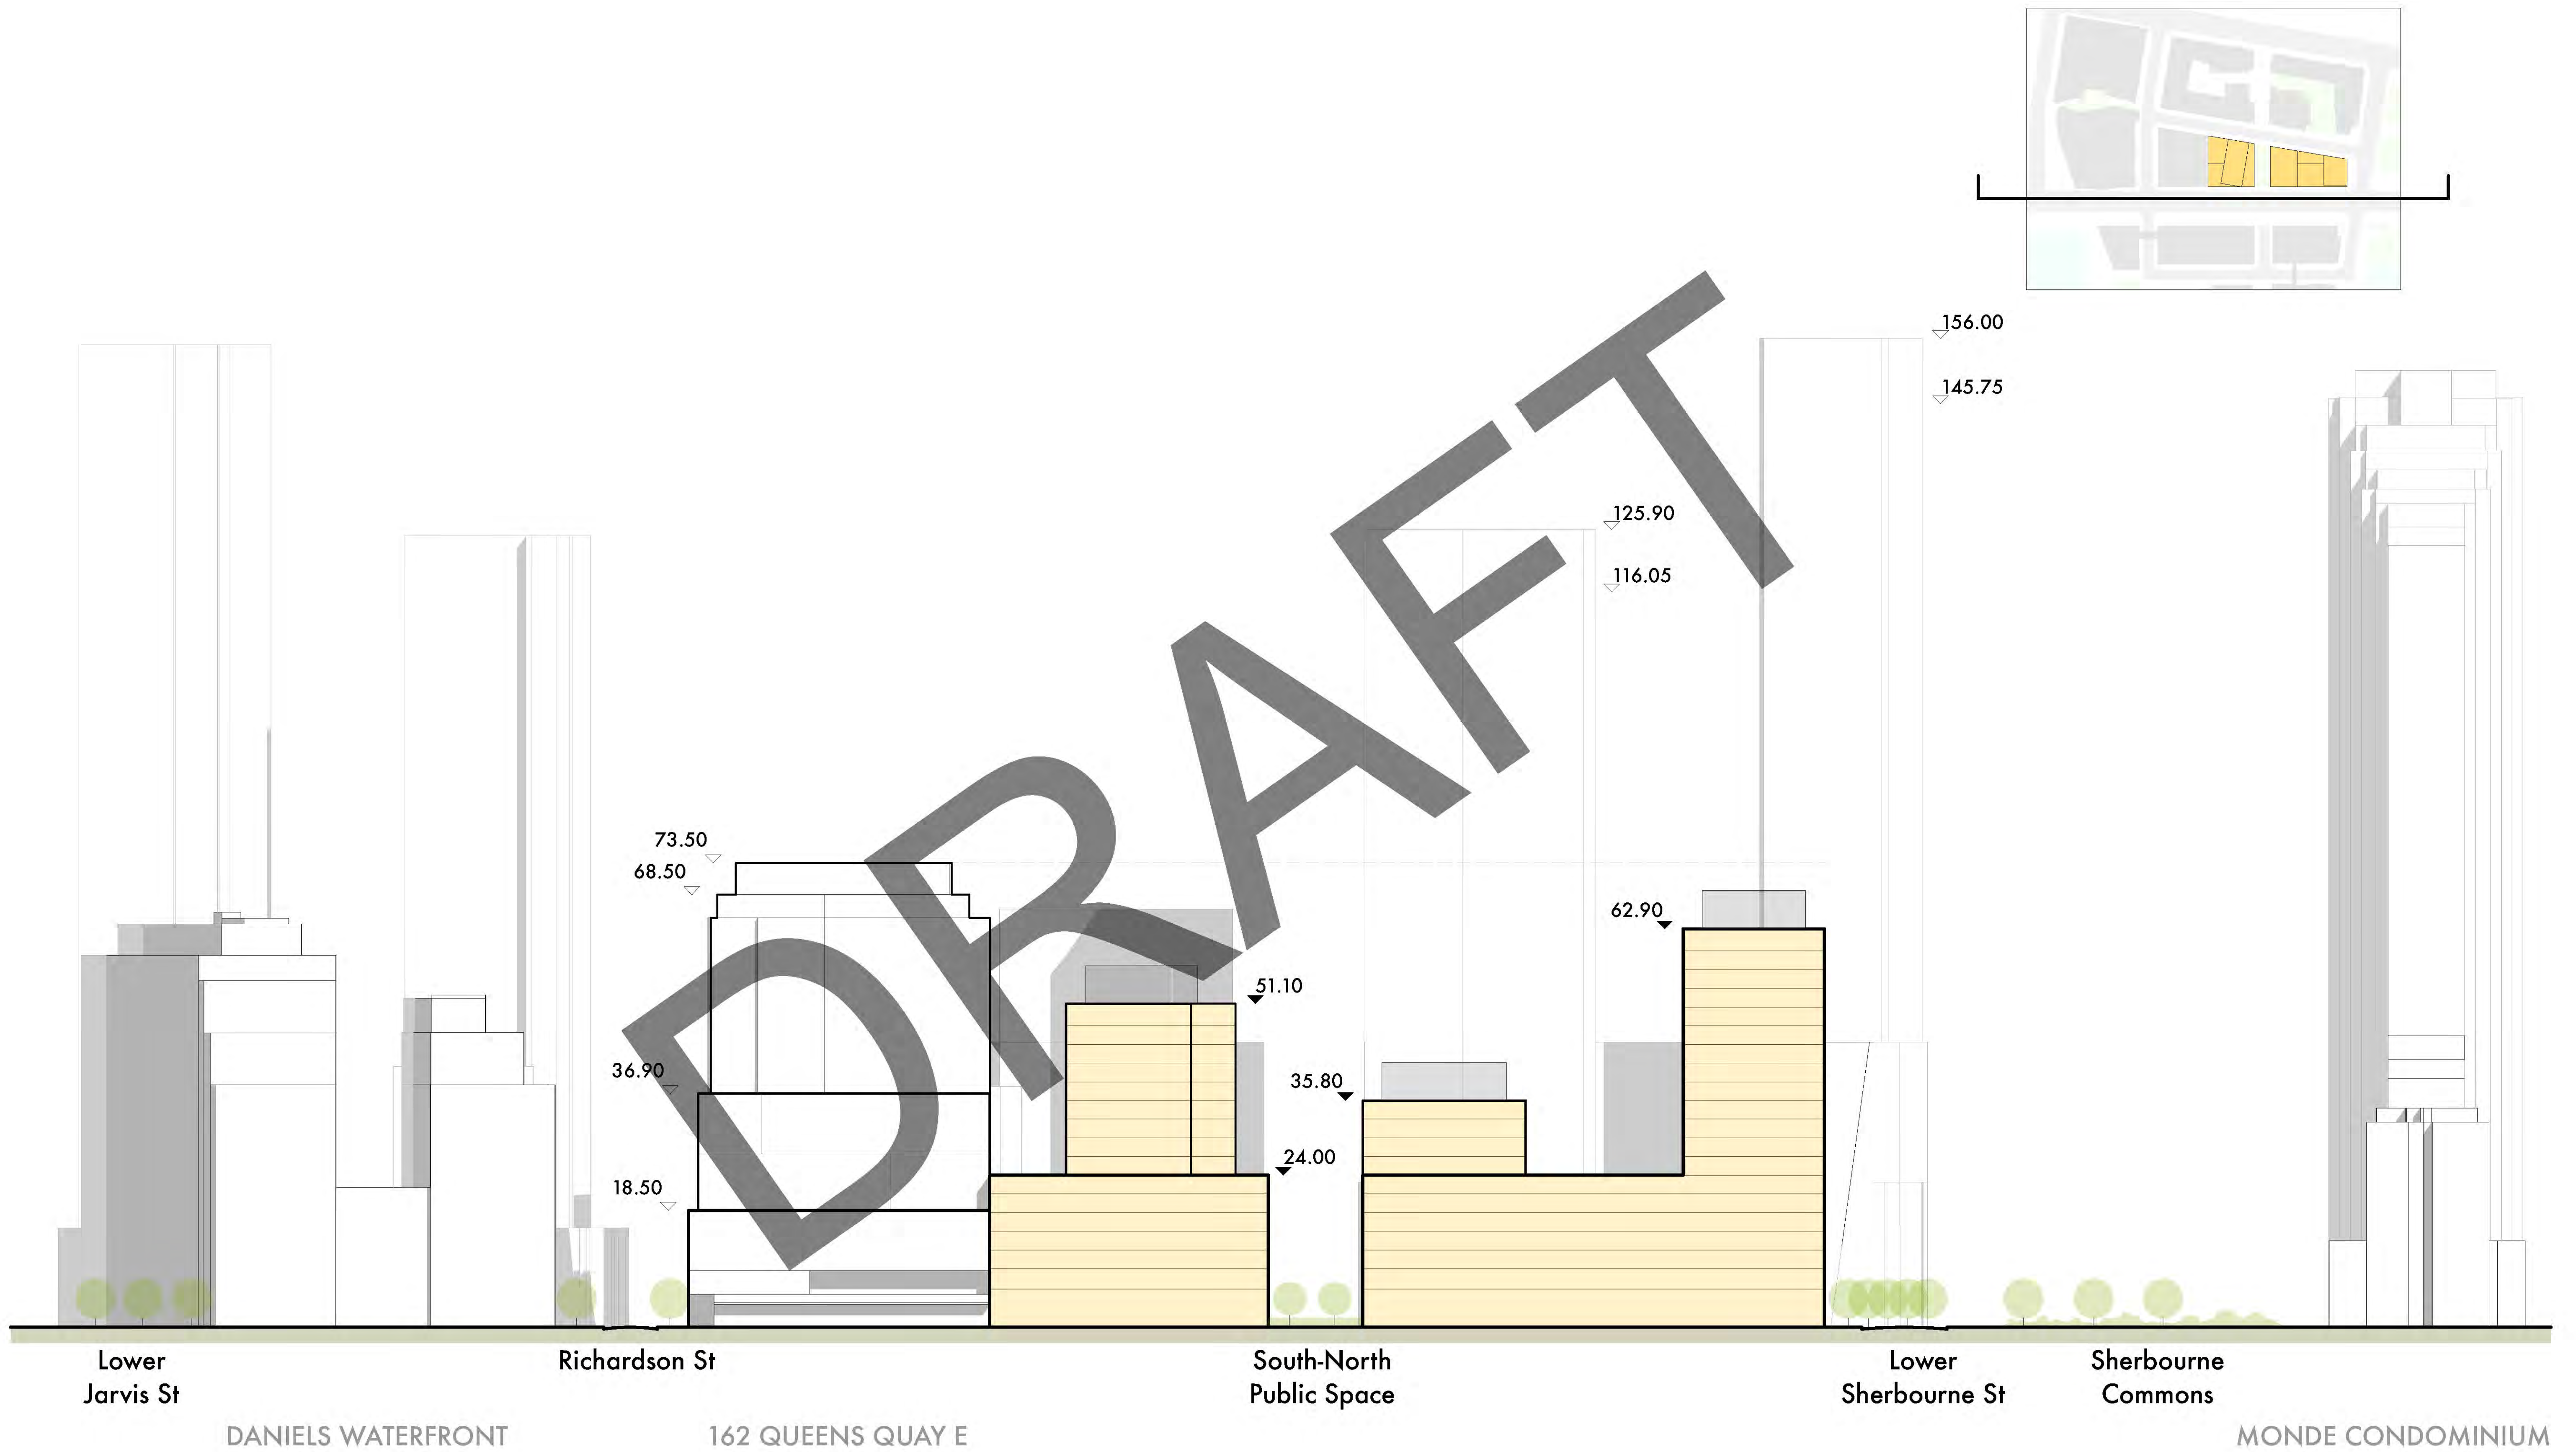 156.00
145.75
125.90
116.05
73.50
68.50
62.90
51.10
36.90
35.80
24.00
18.50
DRAFT
Lower
Jarvis St
Richardson St
South-North
Public Space
Lower
Sherbourne St
Sherbourne
Commons
DANIELS WATERFRONT
162 QUEENS QUAY E
MONDE CONDOMINIUM